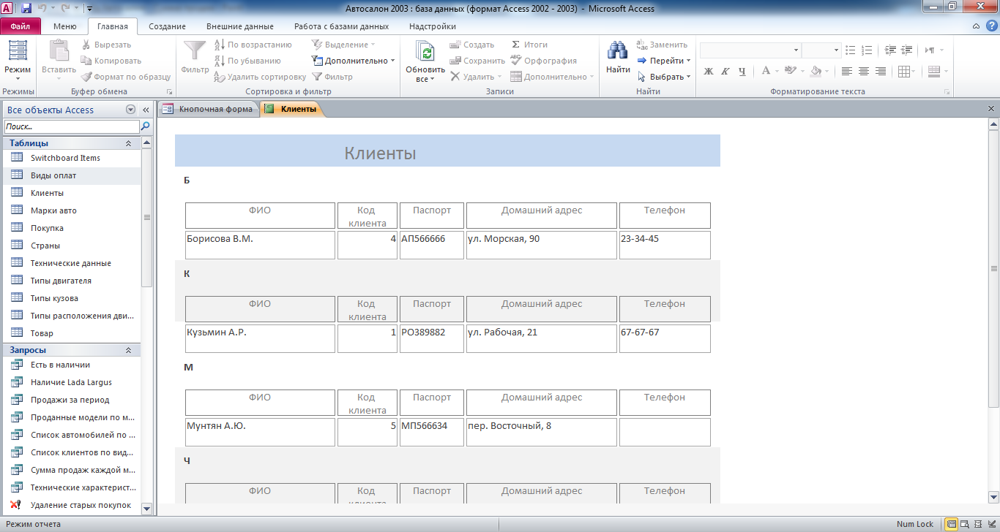 Автосалон 2003 : база данных (формат Access 2002 - 2003) - Microsoft Access
Файл Меню Главная Создание Внешние данные Работа с базами данных Надстройки
Режим
Режимы
Вставить
Вырезать
Копировать
Формат по образцу
Буфер обмена
Фильтр
По возрастанию
По убыванию
Удалить сортировку
Выделение
Дополнительно
Фильтр
Сортировка и фильтр
Обновить
все
Создать
Сохранить
Удалить
Итоги
Орфография
Дополнительно
Записи
Найти
Заменить
Перейти
Выбрать
Найти
Ж К Ч
Форматирование текста
Все объекты Access
Поиск...
Таблицы
Switchboard Items
Виды оплат
Клиенты
Марки авто
Покупка
Страны
Технические данные
Типы двигателя
Типы кузова
Типы расположения дви...
Товар
Запросы
Есть в наличии
Наличие Lada Largus
Продажи за период
Проданные модели по м...
Список автомобилей по ...
Список клиентов по вид...
Сумма продаж каждой м...
Технические характерист...
Удаление старых покупок
Кнопочная форма Клиенты
Клиенты
Б
ФИО Код клиента Паспорт Домашний адрес Телефон
Борисова В.М. 4 АП566666 ул. Морская, 90 23-34-45
К
ФИО Код клиента Паспорт Домашний адрес Телефон
Кузьмин А.Р. 1 РО389882 ул. Рабочая, 21 67-67-67
М
ФИО Код клиента Паспорт Домашний адрес Телефон
Мунтян А.Ю. 5 МП566634 пер. Восточный, 8
Ч
ФИО Код Паспорт Домашний адрес Телефон
Режим отчета Num Lock